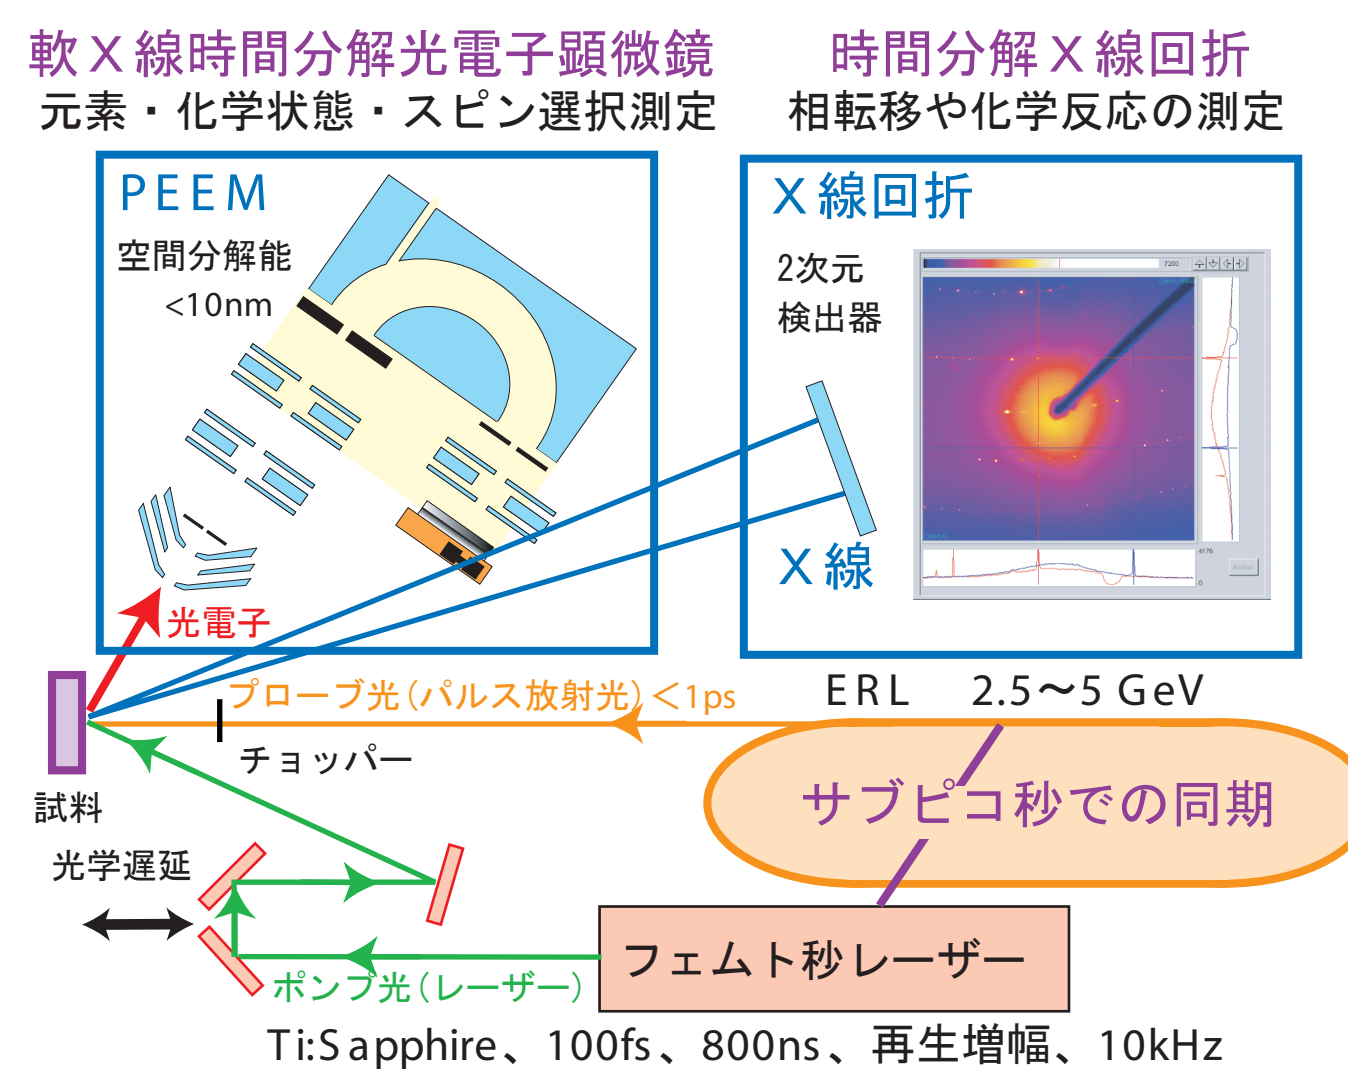 軟X線時間分解光電子顕微鏡
元素・化学状態・スピン選択測定
時間分解X線回折
相転移や化学反応の測定
PEEM
空間分解能
<10nm
X線回折
2次元
検出器
7200
4176
0
X線
光電子
プローブ光(パルス放射光)<1ps
ERL 2.5〜5 GeV
チョッパー
試料
サブピコ秒での同期
光学遅延
フェムト秒レーザー
ポンプ光(レーザー)
Ti:Sapphire、100fs、800ns、再生増幅、10kHz